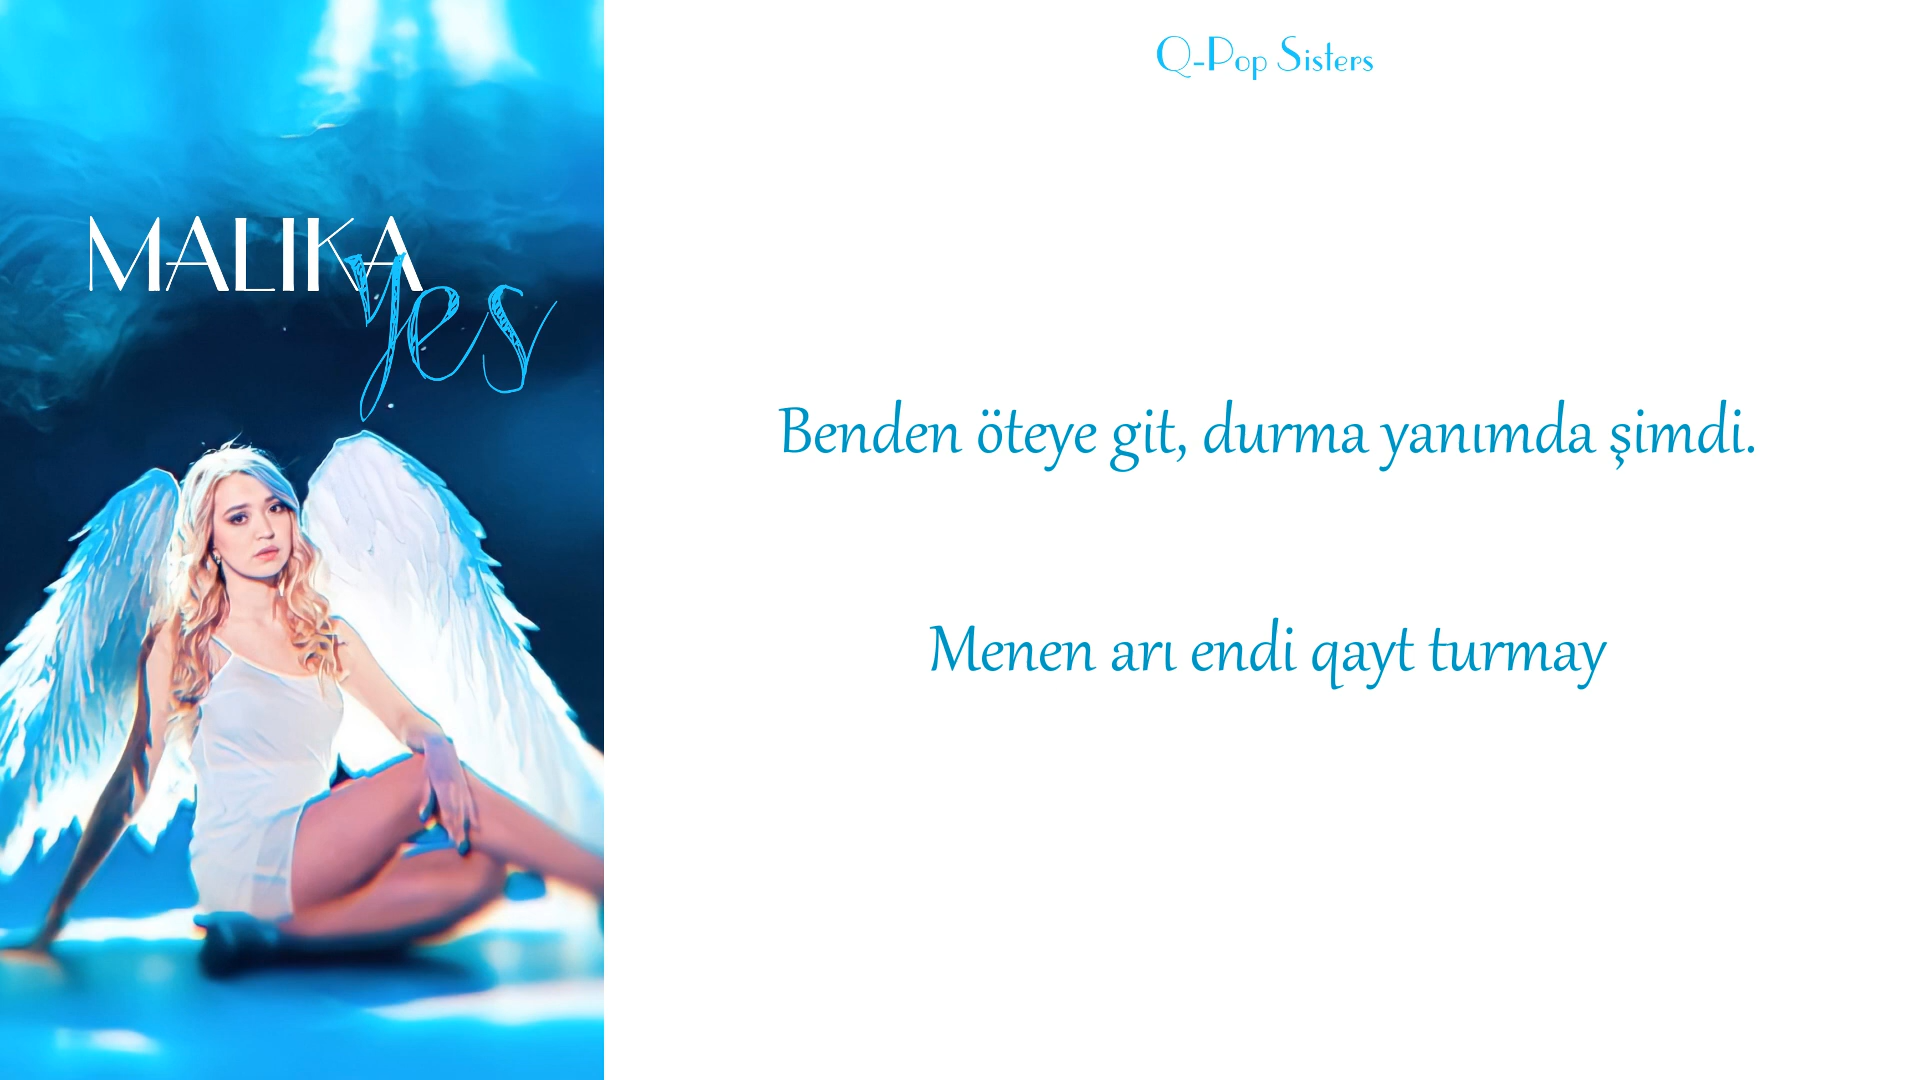 MALIKA
yes
Q-Pop Sisters
Benden öteye git, durma yanımda şimdi.
Menen arı endi qayt turmay